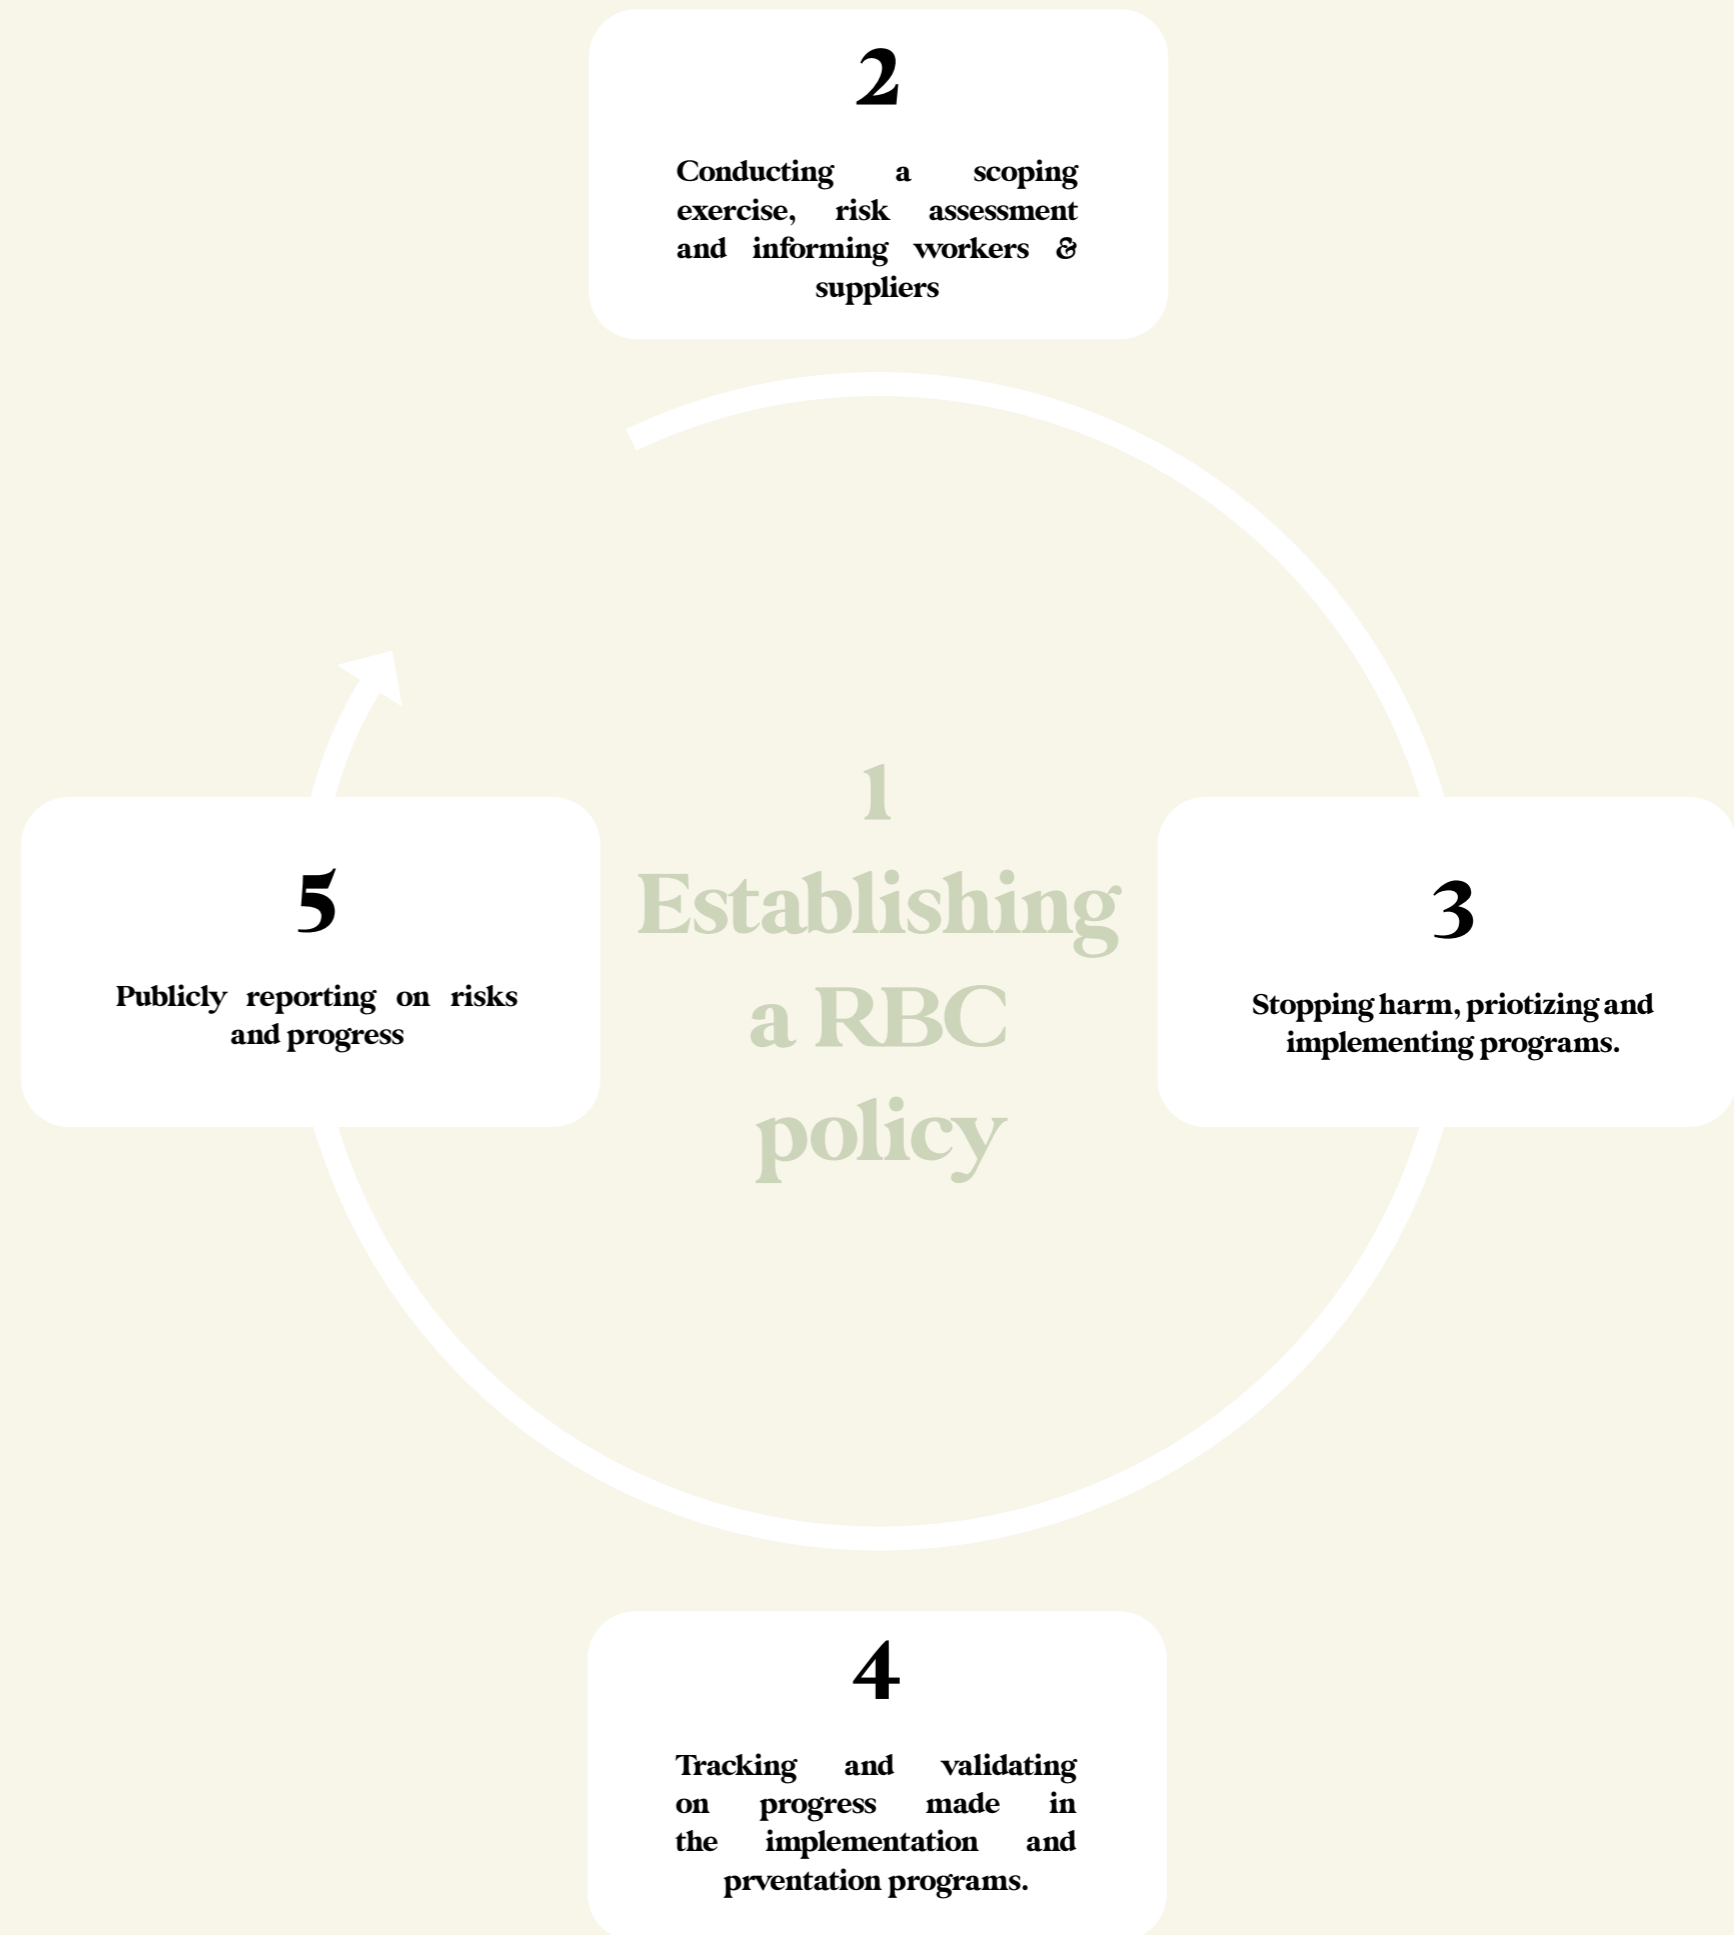 2
Conducting a scoping
exercise, risk assessment
and informing workers &
suppliers
1
Establishing
a RBC
policy
5
Publicly reporting on risks
and progress
3
Stopping harm, priotizing and
implementing programs.
4
Tracking and validating
on progress made in
the implementation and
prventation programs.